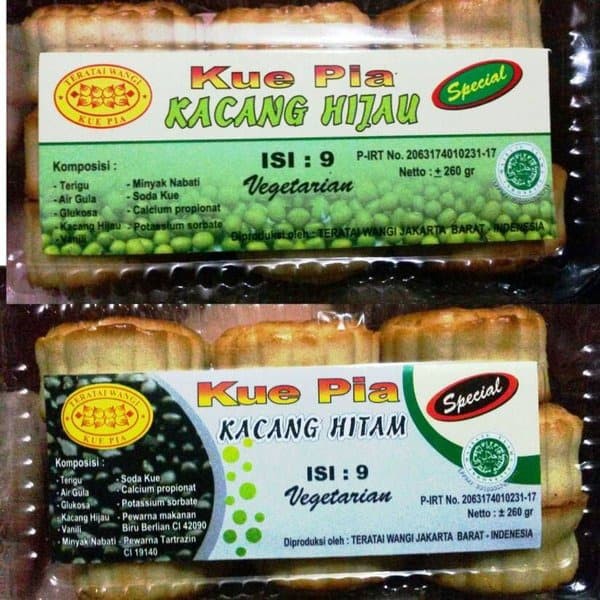 TERATAI WANGI
KUE PIA
Kue Pia
KACANG HIJAU
Special
ISI : 9
Vegetarian
P-IRT No. 2063174010231-17
Netto : ± 260 gr
Komposisi :
- Terigu
- Air Gula
- Glukosa
- Kacang Hijau
- Vanili
- Minyak Nabati
- Soda Kue
- Calcium propionat
- Potassium sorbate
Diproduksi oleh : TERATAI WANGI JAKARTA BARAT - INDENESIA
TERATAI WANGI
KUE PIA
Kue Pia
KACANG HITAM
Special
ISI : 9
Vegetarian
P-IRT No. 2063174010231-17
Netto : ± 260 gr
Komposisi :
- Terigu
- Air Gula
- Glukosa
- Kacang Hijau
- Vanili
- Minyak Nabati
- Soda Kue
- Calcium propionat
- Potassium sorbate
- Pewarna makanan
Biru Berlian CI 42090
- Pewarna Tartrazin
CI 19140
Diproduksi oleh : TERATAI WANGI JAKARTA BARAT - INDENESIA